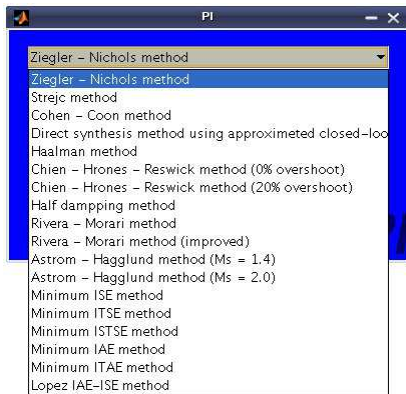 PI
Ziegler – Nichols method
Ziegler – Nichols method
Strejc method
Cohen – Coon method
Direct synthesis method using approximeted closed–loo
Haalman method
Chien – Hrones – Reswick method (0% overshoot)
Chien – Hrones – Reswick method (20% overshoot)
Half dampping method
Rivera – Morari method
Rivera – Morari method (improved)
Astrom – Hagglund method (Ms = 1.4)
Astrom – Hagglund method (Ms = 2.0)
Minimum ISE method
Minimum ITSE method
Minimum ISTSE method
Minimum IAE method
Minimum ITAE method
Lopez IAE–ISE method